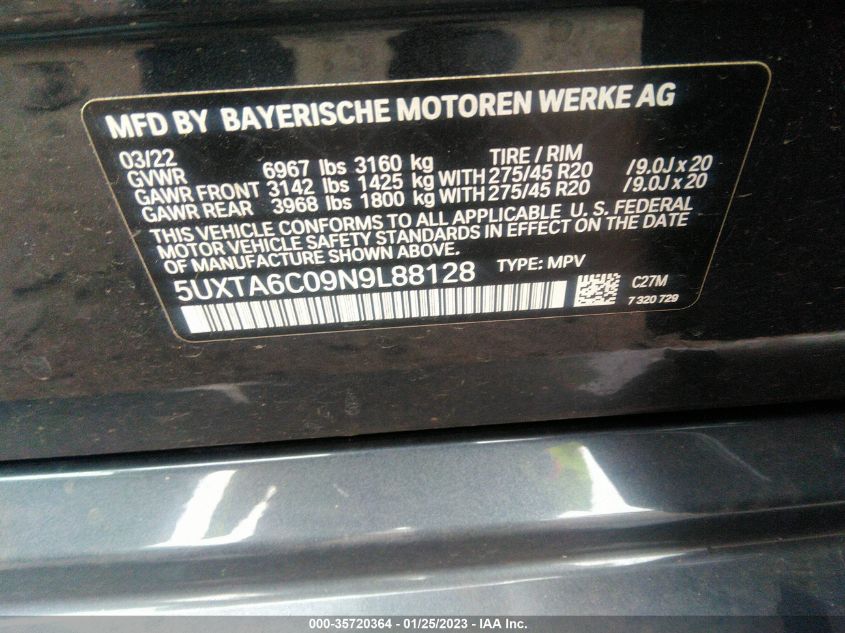 MFD BY BAYERISCHE MOTOREN WERKE AG
03/22 TIRE / RIM
GVWR 6967 lbs 3160 kg
GAWR FRONT 3142 lbs 1425 kg WITH 275/45 R20 /9.0J x 20
GAWR REAR 3968 lbs 1800 kg WITH 275/45 R20 /9.0J x 20
THIS VEHICLE CONFORMS TO ALL APPLICABLE U. S. FEDERAL
MOTOR VEHICLE SAFETY STANDARDS IN EFFECT ON THE DATE
OF MANUFACTURE SHOWN ABOVE.
5UXTA6C09N9L88128 TYPE: MPV
C27M
7 320 729
000-35720364 - 01/25/2023 - IAA Inc.